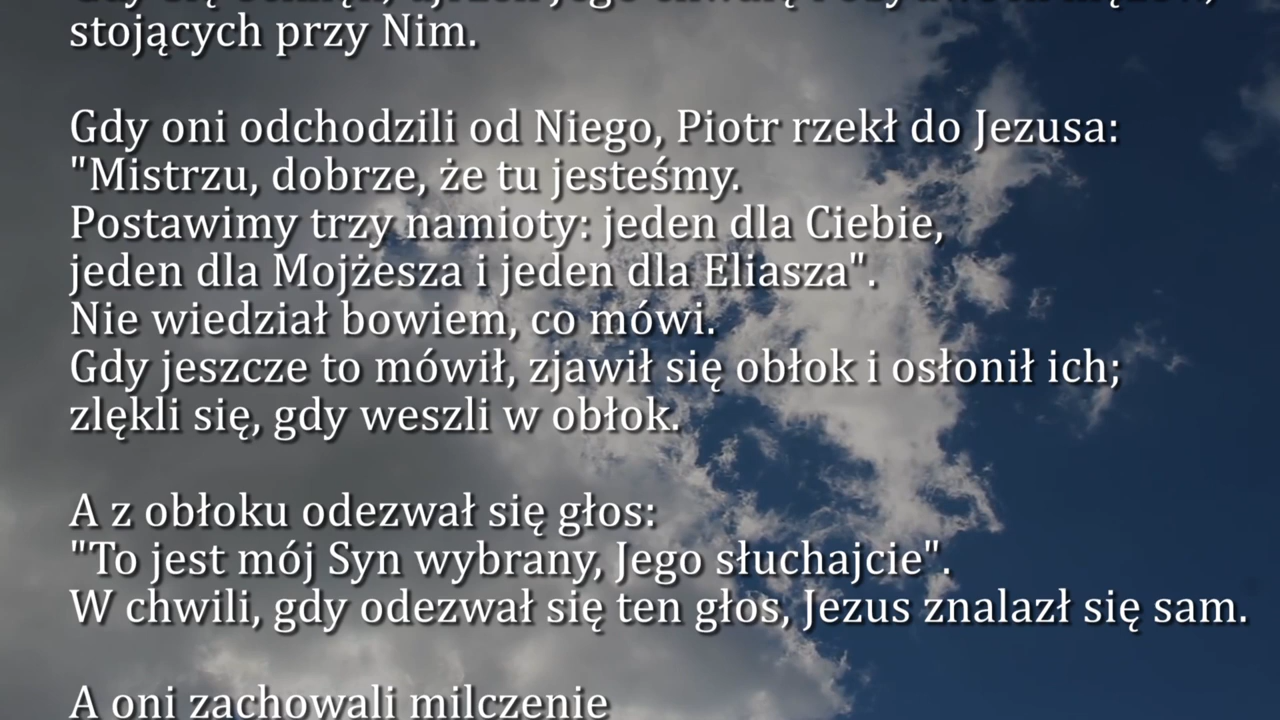 stojących przy Nim.
Gdy oni odchodzili od Niego, Piotr rzekł do Jezusa:
"Mistrzu, dobrze, że tu jesteśmy.
Postawimy trzy namioty: jeden dla Ciebie,
jeden dla Mojżesza i jeden dla Eliasza".
Nie wiedział bowiem, co mówi.
Gdy jeszcze to mówił, zjawił się obłok i osłonił ich;
zlękli się, gdy weszli w obłok.
A z obłoku odezwał się głos:
"To jest mój Syn wybrany, Jego słuchajcie".
W chwili, gdy odezwał się ten głos, Jezus znalazł się sam.
A oni zachowali milczenie